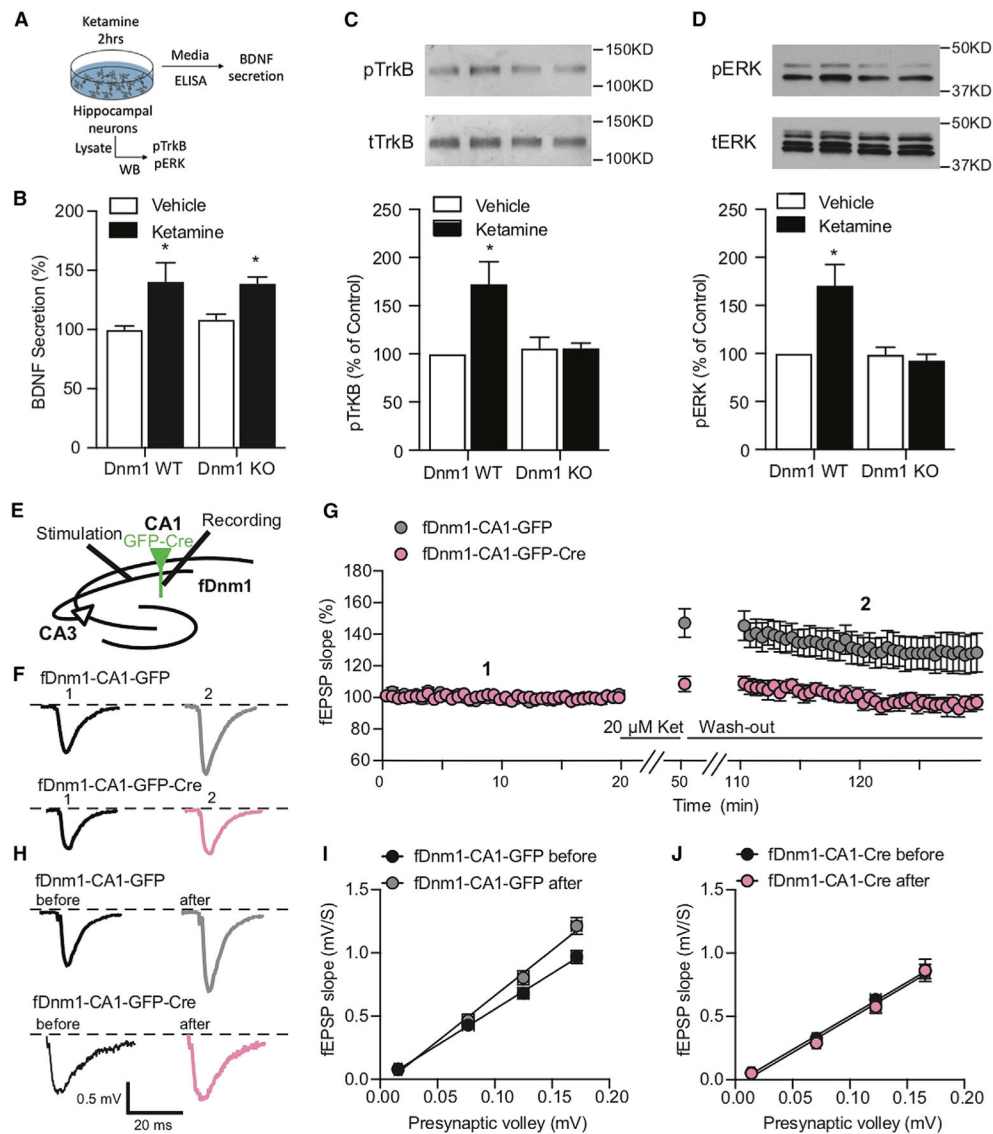 A
Ketamine
2hrs
Media
ELISA
BDNF
secretion
Hippocampal
neurons
Lysate
WB
pTrkB
pERK
B
200
150
100
50
0
BDNF Secretion (%)
Vehicle
Ketamine
*
*
Dnm1 WT
Dnm1 KO
C
pTrkB
150KD
100KD
tTrkB
150KD
100KD
250
200
150
100
50
0
pTrKB (% of Control)
Vehicle
Ketamine
*
Dnm1 WT
Dnm1 KO
D
pERK
50KD
37KD
tERK
50KD
37KD
250
200
150
100
50
0
pERK (% of Control)
Vehicle
Ketamine
*
Dnm1 WT
Dnm1 KO
E
Stimulation
CA1
GFP-Cre
Recording
fDnm1
CA3
F
fDnm1-CA1-GFP
1
2
fDnm1-CA1-GFP-Cre
1
2
G
fDnm1-CA1-GFP
fDnm1-CA1-GFP-Cre
180
160
140
120
100
80
60
fEPSP slope (%)
1
2
20 µM Ket
Wash-out
0
10
20
50
110
120
Time (min)
H
fDnm1-CA1-GFP
before
after
fDnm1-CA1-GFP-Cre
before
after
0.5 mV
20 ms
I
fDnm1-CA1-GFP before
fDnm1-CA1-GFP after
1.5
1.0
0.5
0.0
fEPSP slope (mV/S)
0.00 0.05 0.10 0.15 0.20
Presynaptic volley (mV)
J
fDnm1-CA1-Cre before
fDnm1-CA1-Cre after
1.5
1.0
0.5
0.0
fEPSP slope (mV/S)
0.00 0.05 0.10 0.15 0.20
Presynaptic volley (mV)